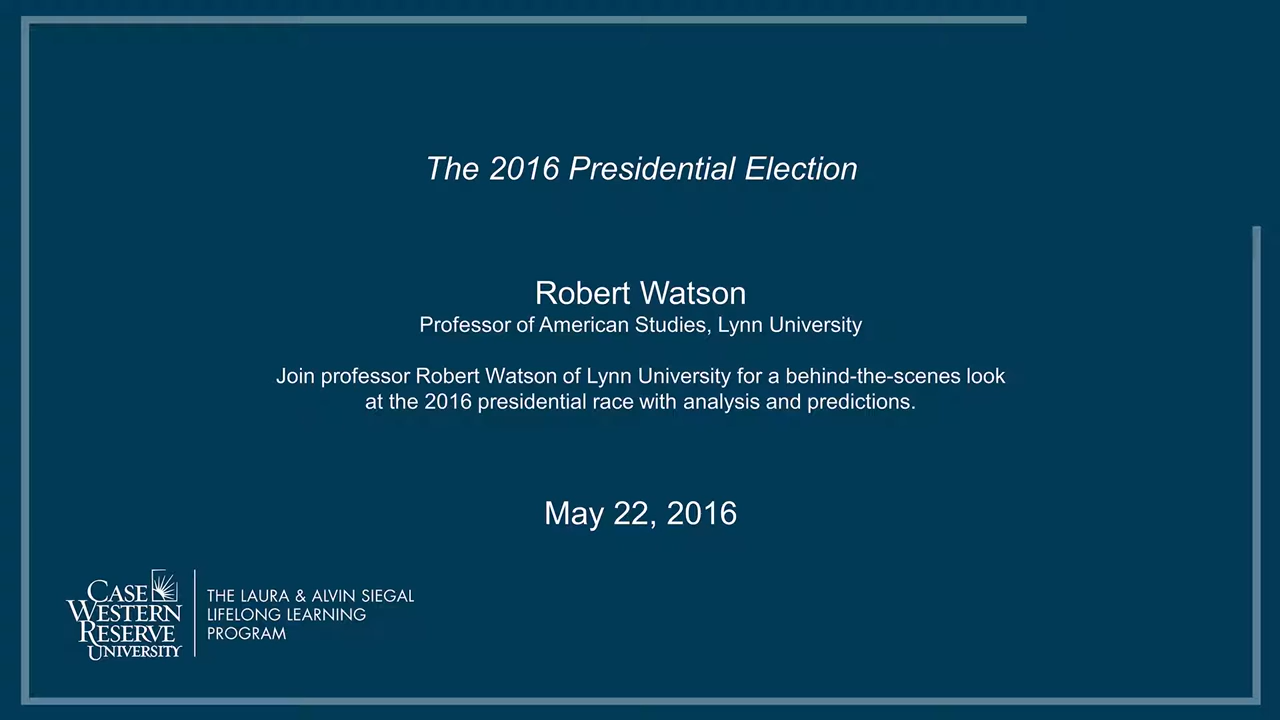 The 2016 Presidential Election
Robert Watson
Professor of American Studies, Lynn University
Join professor Robert Watson of Lynn University for a behind-the-scenes look
at the 2016 presidential race with analysis and predictions.
May 22, 2016
CASE
WESTERN
RESERVE
UNIVERSITY
THE LAURA & ALVIN SIEGAL
LIFELONG LEARNING
PROGRAM